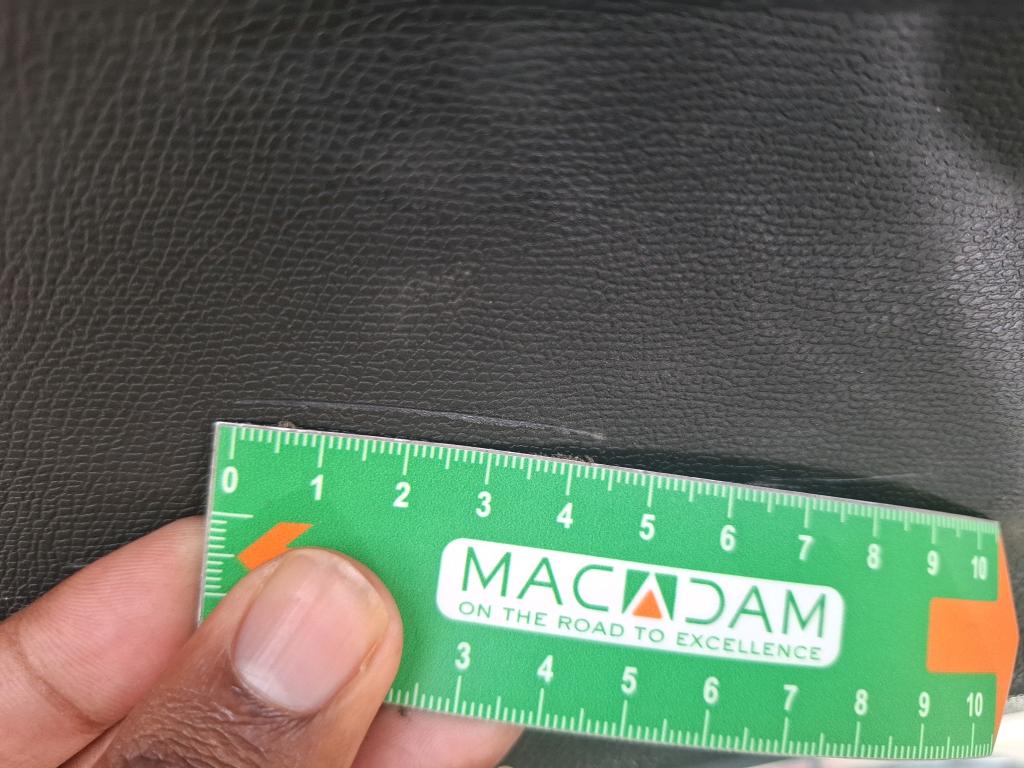 0 1 2 3 4 5 6 7 8 9 10
MACADAM
ON THE ROAD TO EXCELLENCE
3 4 5 6 7 8 9 10